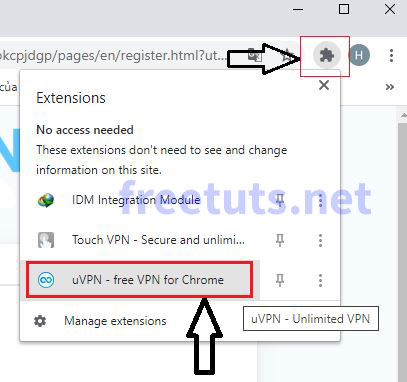 okcpjdgp/pages/en/register.html?ut...
H
của
»
Extensions
No access needed
These extensions don't need to see and change
information on this site.
IDM Integration Module
freetuts.net
Touch VPN - Secure and unlimi...
uVPN - free VPN for Chrome
Manage extensions
uVPN - Unlimited VPN